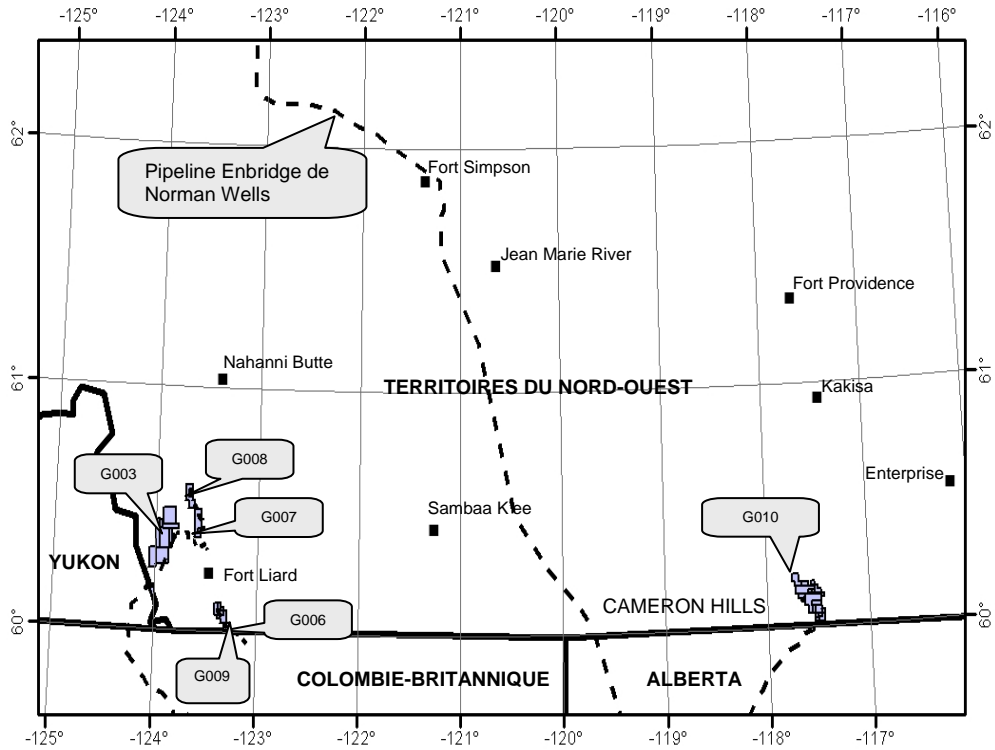 -125° -124° -123° -122° -121° -120° -119° -118° -117° -116°
62° 62°
Pipeline Enbridge de
Norman Wells
Fort Simpson
Jean Marie River
Fort Providence
Nahanni Butte
61° 61°
TERRITOIRES DU NORD-OUEST
Kakisa
G008
G003
Enterprise
Sambaa K'ee
G007
G010
YUKON
Fort Liard
CAMERON HILLS
60° 60°
G006
G009
COLOMBIE-BRITANNIQUE
ALBERTA
-125° -124° -123° -122° -121° -120° -119° -118° -117°